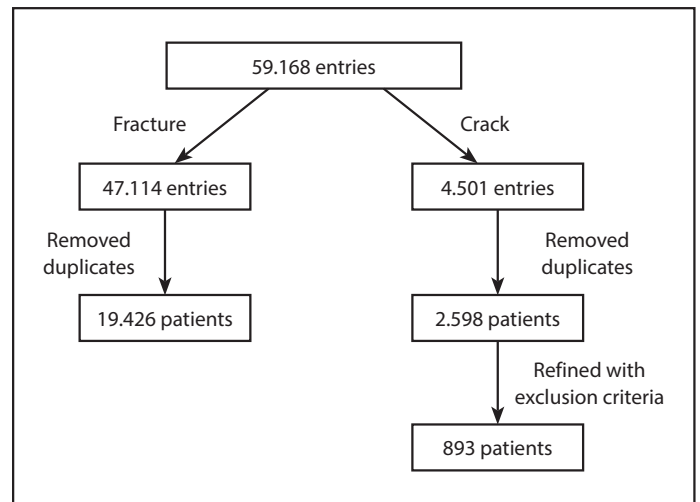 59.168 entries
Fracture
Crack
47.114 entries
4.501 entries
Removed
duplicates
Removed
duplicates
19.426 patients
2.598 patients
Refined with
exclusion criteria
893 patients